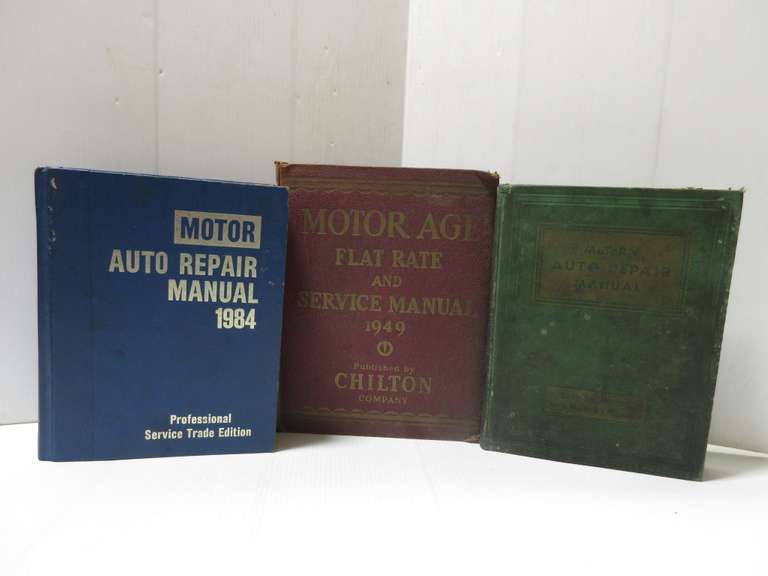 MOTOR
AUTO REPAIR
MANUAL
1984
Professional
Service Trade Edition
MOTOR AGE
FLAT RATE
AND
SERVICE MANUAL
1949
Published by
CHILTON
COMPANY
MOTOR'S
AUTO REPAIR
MANUAL